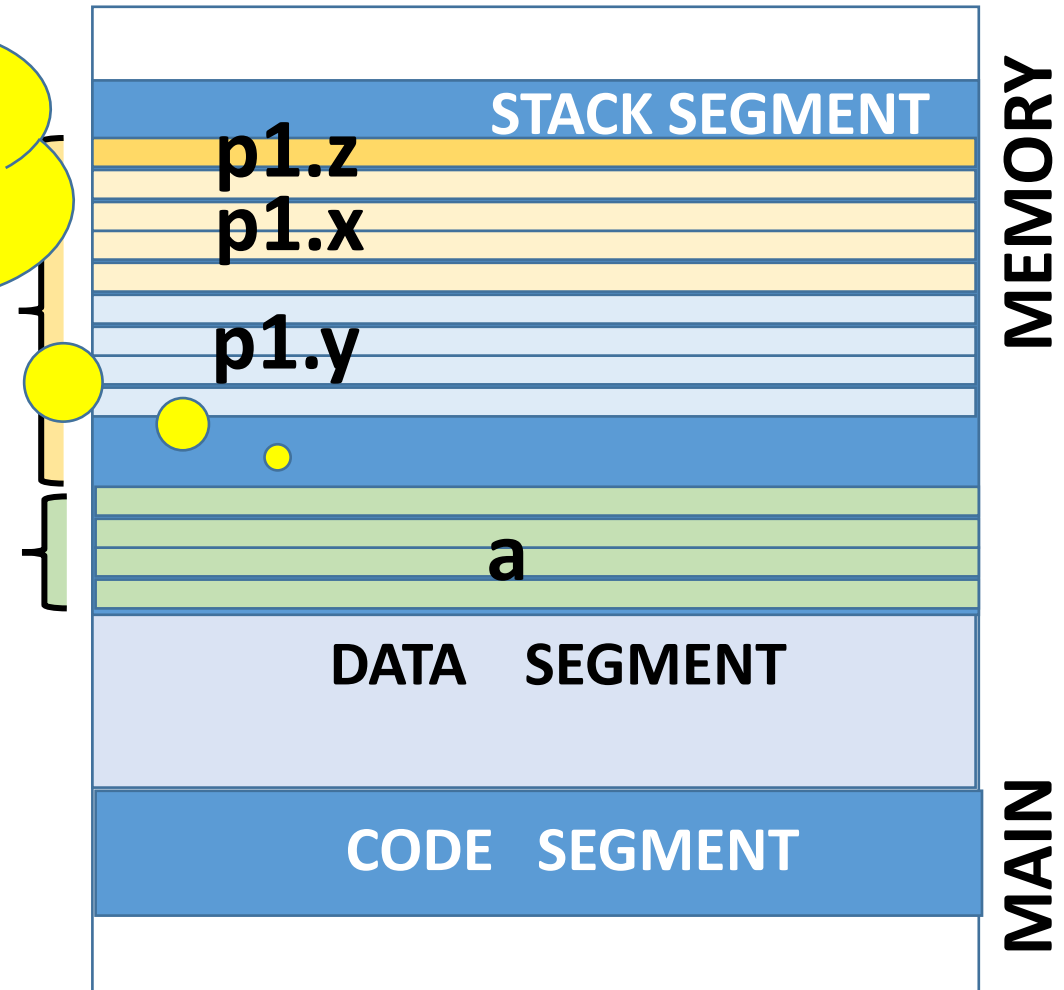 STACK SEGMENT
p1.z
p1.x
p1.y
a
DATA SEGMENT
CODE SEGMENT
MAIN MEMORY